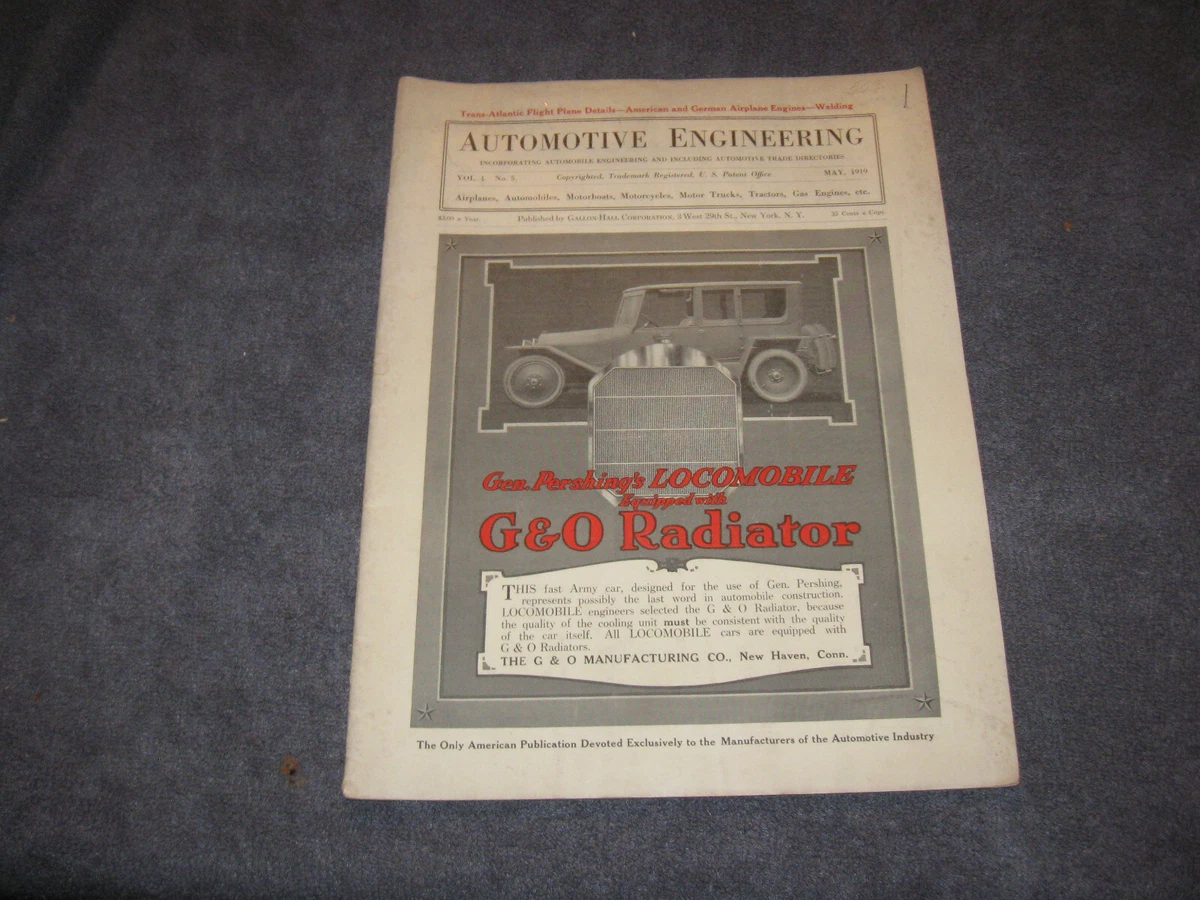 Trans-Atlantic Flight Plane Details—American and German Airplane Engines—Welding
AUTOMOTIVE ENGINEERING
INCORPORATING AUTOMOBILE ENGINEERING AND INCLUDING AUTOMOTIVE TRADE DIRECTORIES
VOL. 4 No. 5. Copyrighted, Trademark Registered, U. S. Patent Office MAY, 1919
Airplanes, Automobiles, Motorboats, Motorcycles, Motor Trucks, Tractors, Gas Engines, etc.
$3.00 a Year Published by GALLON-HALL CORPORATION, 3 West 29th St., New York, N. Y. Cents a Copy
Gen. Pershing's LOCOMOBILE
Equipped with
G&O Radiator
THIS fast Army car, designed for the use of Gen. Pershing,
represents possibly the last word in automobile construction.
LOCOMOBILE engineers selected the G & O Radiator, because
the quality of the cooling unit must be consistent with the quality
of the car itself. All LOCOMOBILE cars are equipped with
G & O Radiators.
THE G & O MANUFACTURING CO., New Haven, Conn.
The Only American Publication Devoted Exclusively to the Manufacturers of the Automotive Industry